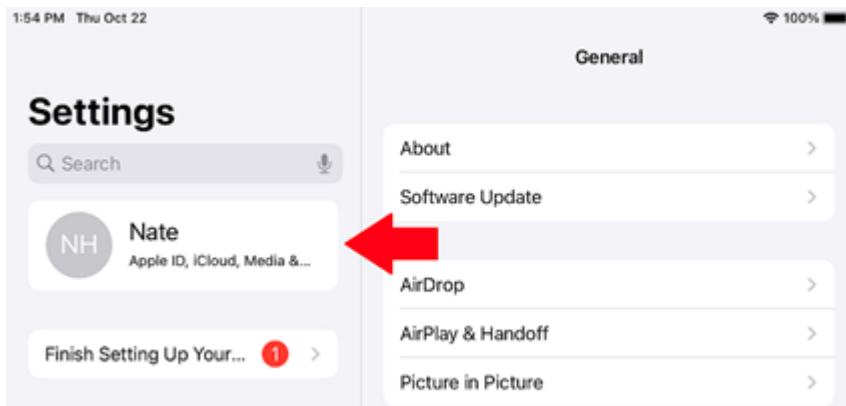 1:54 PM Thu Oct 22
100%
Settings
Search
NH
Nate
Apple ID, iCloud, Media &...
Finish Setting Up Your...
1
General
About
Software Update
AirDrop
AirPlay & Handoff
Picture in Picture